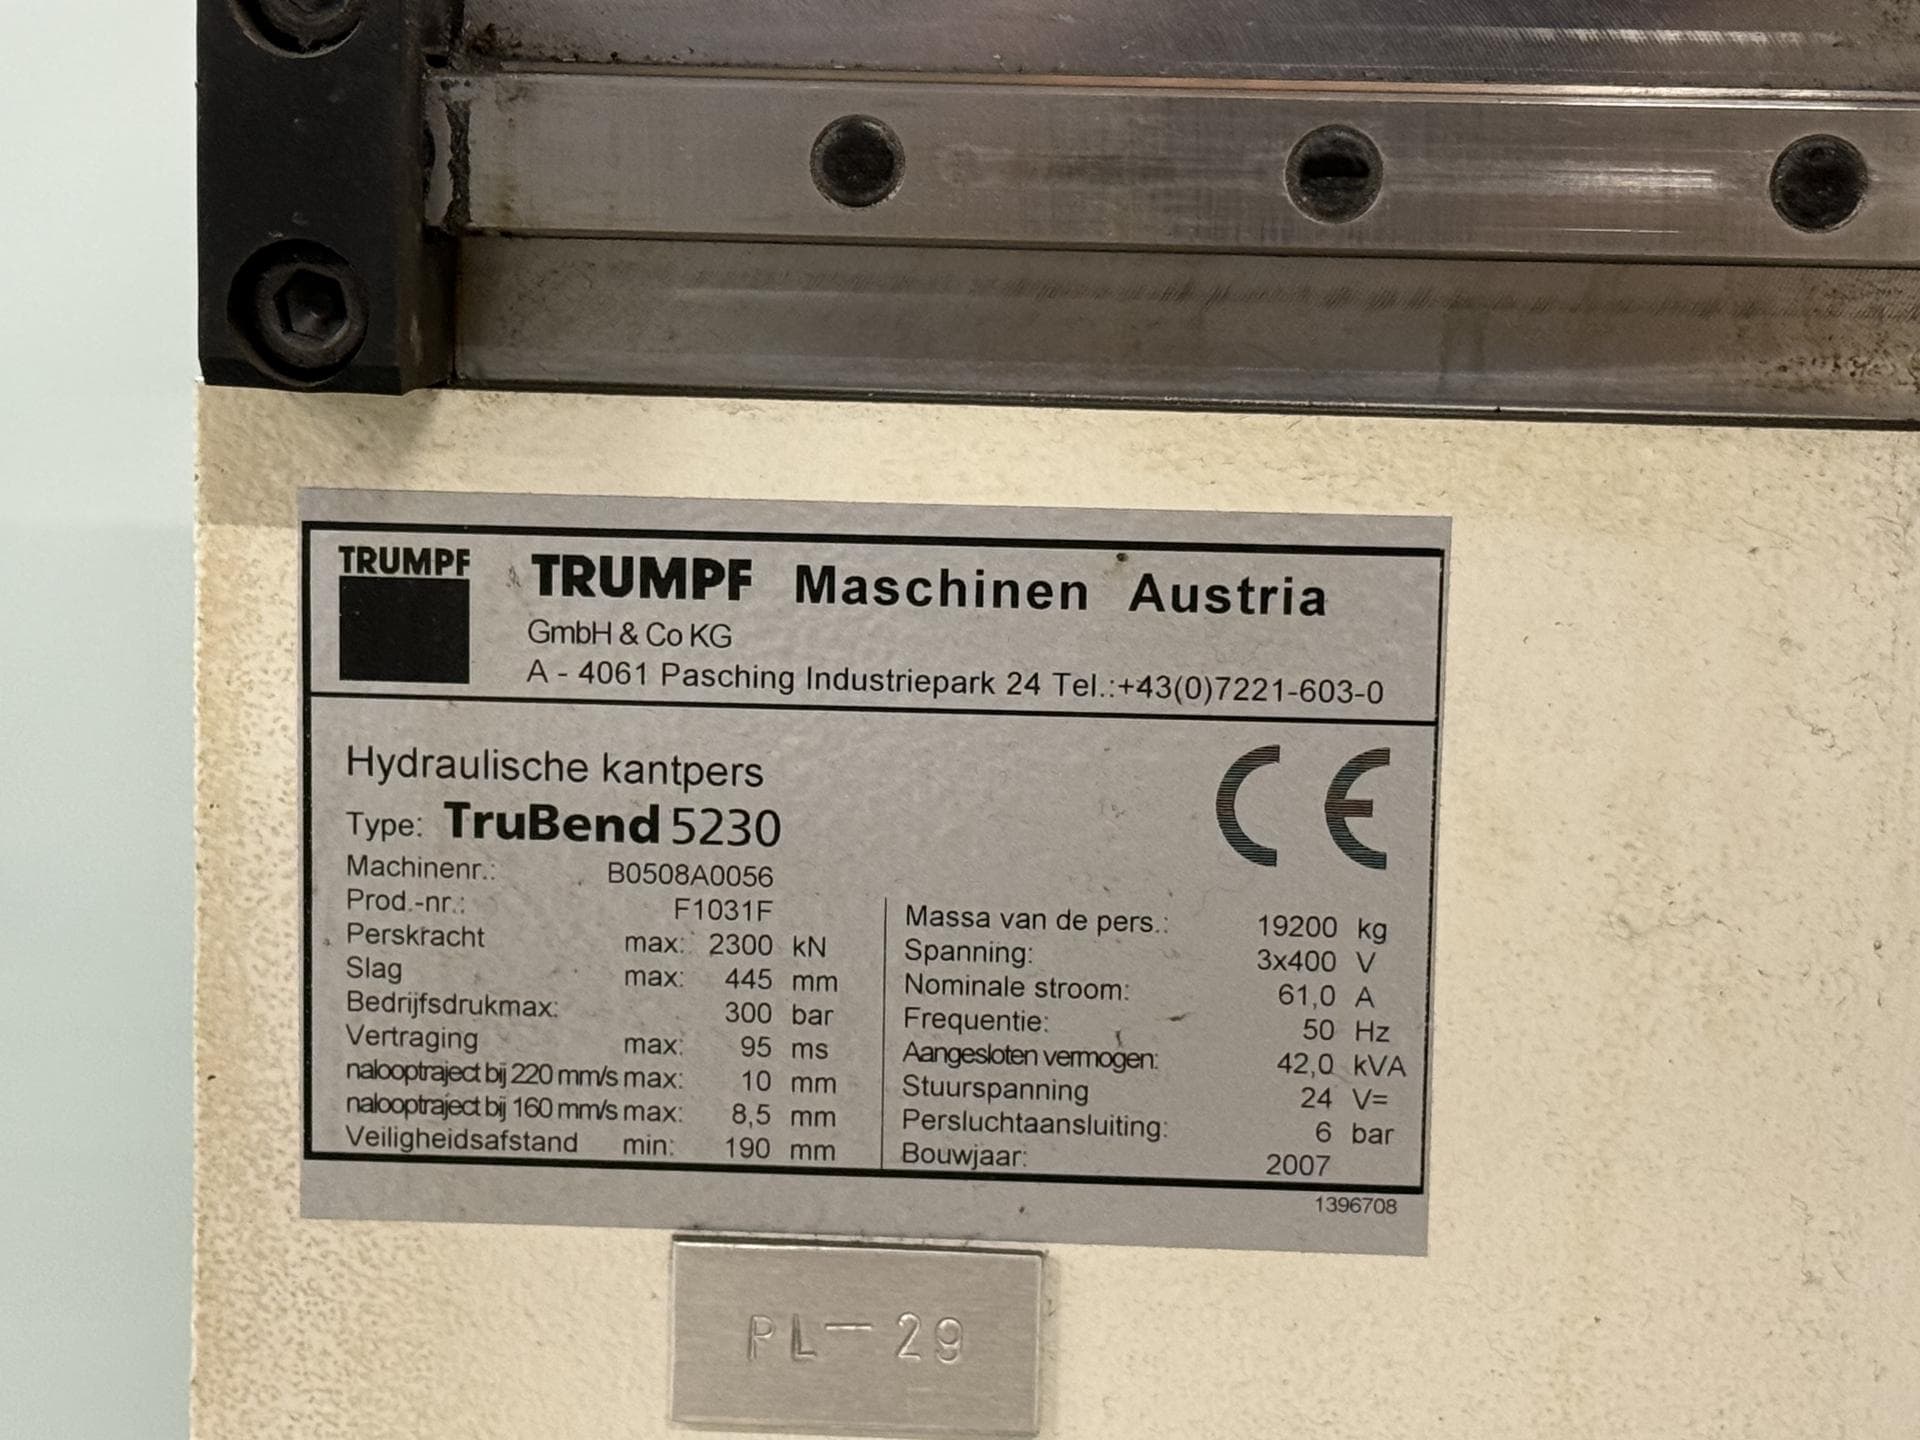 TRUMPF
TRUMPF Maschinen Austria
GmbH & Co KG
A - 4061 Pasching Industriepark 24 Tel.:+43(0)7221-603-0
Hydraulische kantpers
Type: TruBend 5230
Machinenr.: B0508A0056
Prod.-nr.: F1031F
Perskracht max: 2300 kN
Slag max: 445 mm
Bedrijfsdrukmax: 300 bar
Vertraging max: 95 ms
nalooptraject bij 220 mm/s max: 10 mm
nalooptraject bij 160 mm/s max: 8,5 mm
Veiligheidsafstand min: 190 mm
CE
Massa van de pers.: 19200 kg
Spanning: 3x400 V
Nominale stroom: 61,0 A
Frequentie: 50 Hz
Aangesloten vermogen: 42,0 kVA
Stuurspanning 24 V=
Persluchtaansluiting: 6 bar
Bouwjaar: 2007
1396708
PL-29